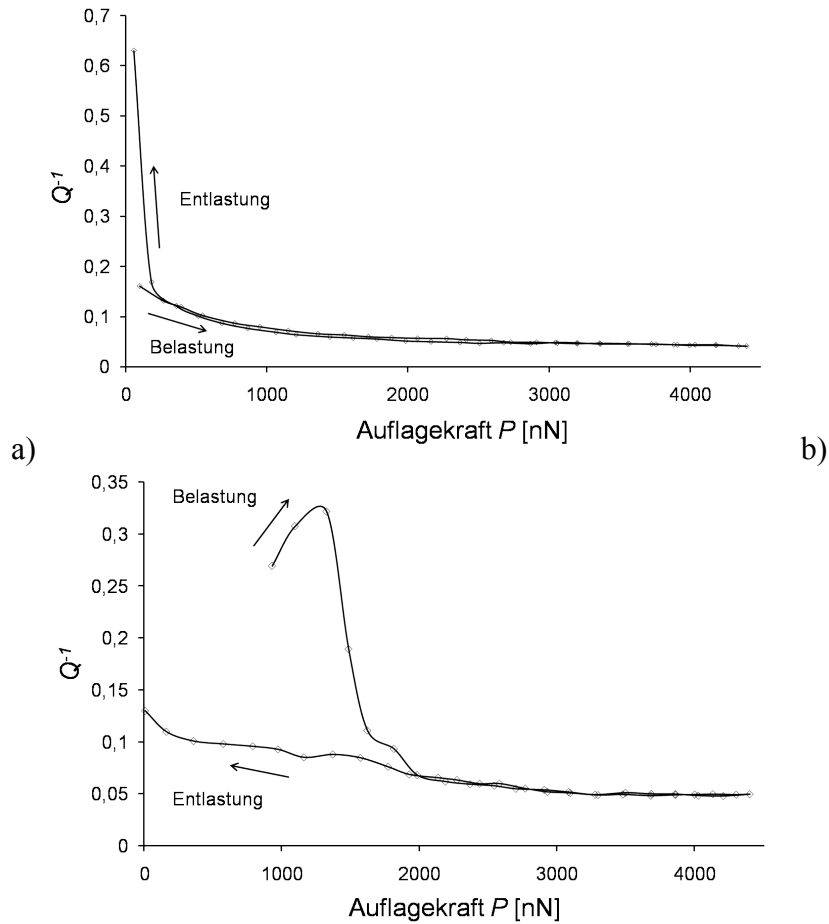 0,7
0,6
0,5
0,4
0,3
0,2
0,1
0
Q⁻¹
Entlastung
Belastung
0 1000 2000 3000 4000
Auflagekraft P [nN]
a) b)
0,35
0,3
0,25
0,2
0,15
0,1
0,05
0
Q⁻¹
Belastung
Entlastung
0 1000 2000 3000 4000
Auflagekraft P [nN]